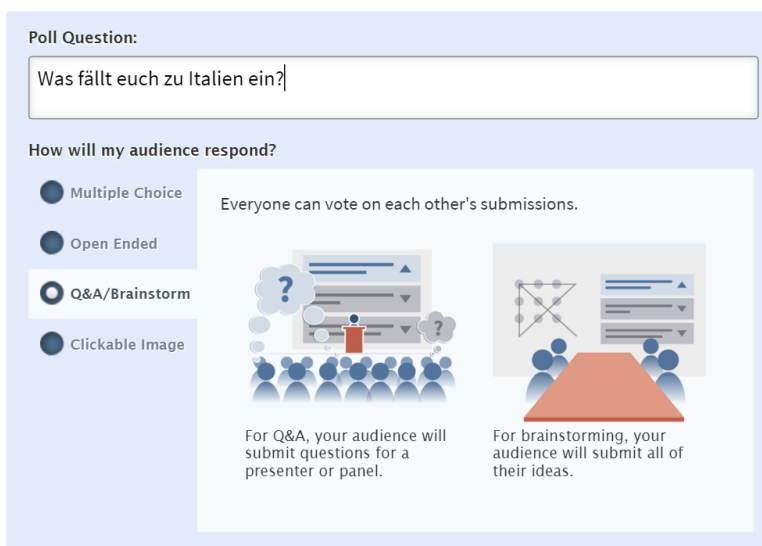 Poll Question:
Was fällt euch zu Italien ein?
How will my audience respond?
Multiple Choice
Everyone can vote on each other's submissions.
Open Ended
Q&A/Brainstorm
Clickable Image
?
?
For Q&A, your audience will
submit questions for a
presenter or panel.
For brainstorming, your
audience will submit all of
their ideas.